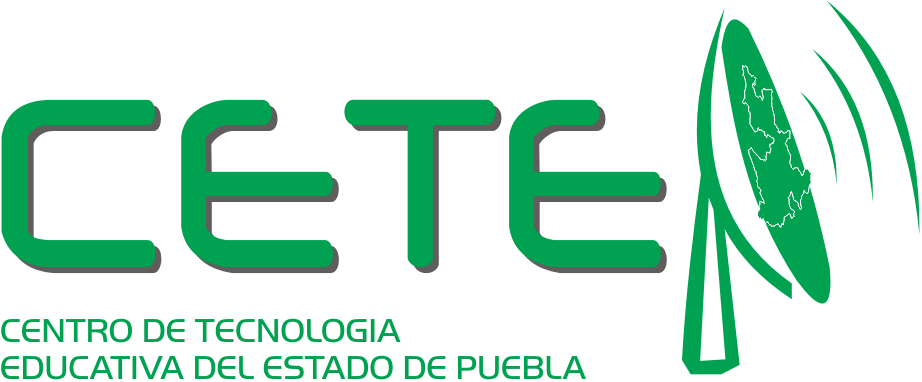 CETE
CENTRO DE TECNOLOGIA
EDUCATIVA DEL ESTADO DE PUEBLA